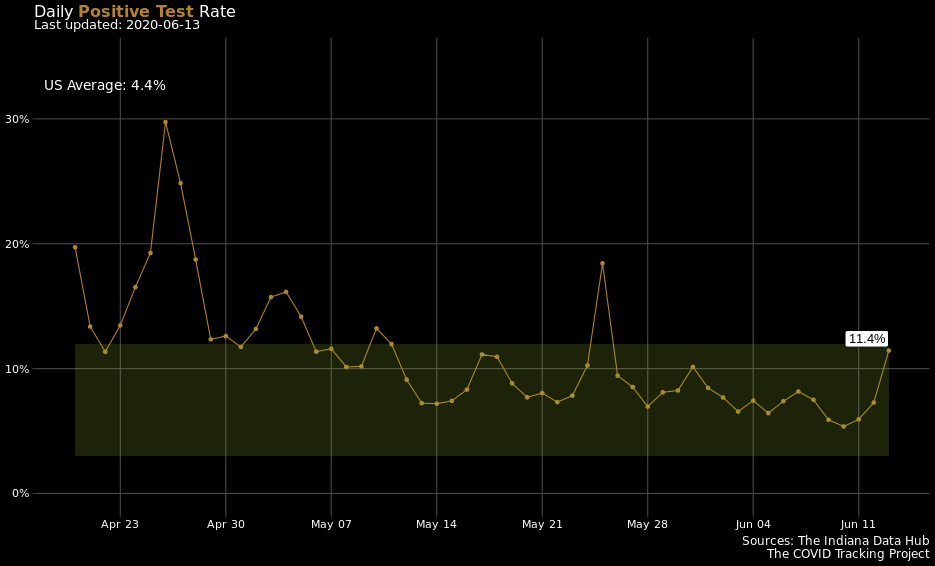 Daily Positive Test Rate
Last updated: 2020-06-13
US Average: 4.4%
30%
20%
11.4%
10%
0%
Apr 23
Apr 30
May 07
May 14
May 21
May 28
Jun 04
Jun 11
Sources: The Indiana Data Hub
The COVID Tracking Project